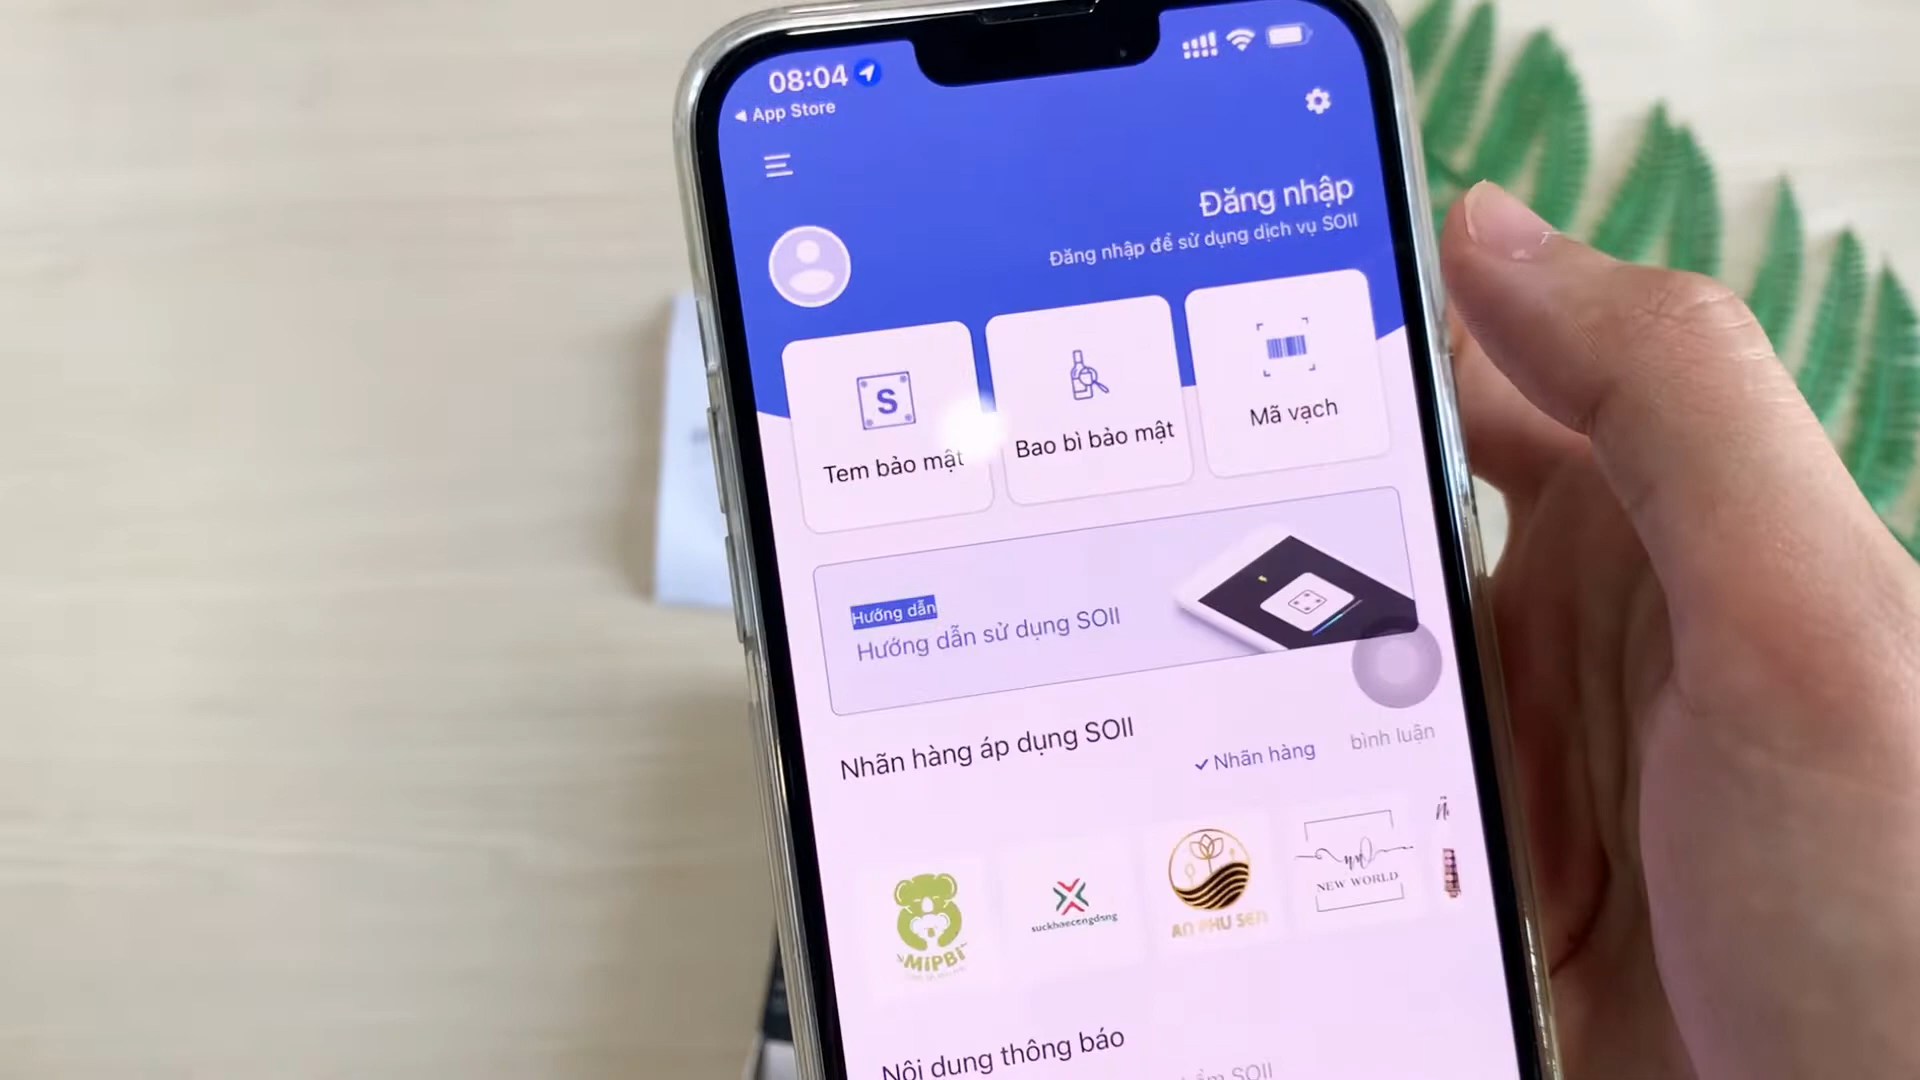 08:04
App Store
Đăng nhập
Đăng nhập để sử dụng dịch vụ SOII
S
Tem bảo mật
Bao bì bảo mật
Mã vạch
Hướng dẫn
Hướng dẫn sử dụng SOII
Nhãn hàng áp dụng SOII
Nhãn hàng
bình luận
MIPBI
suckhoecongdong
AN PHU SEN
NEW WORLD
Nội dung thông báo
SOII